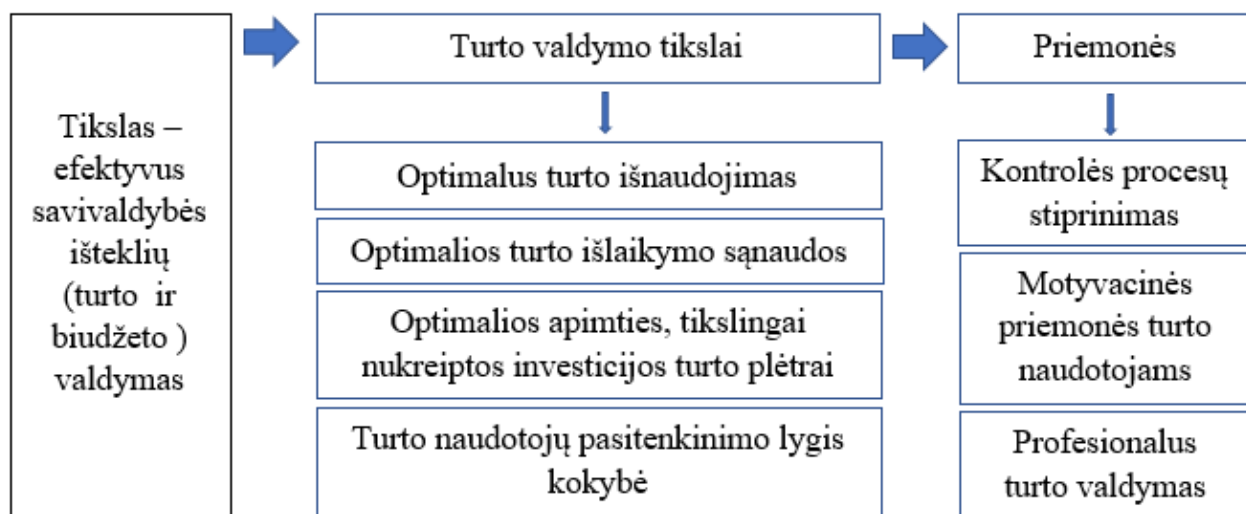 Tikslas –
efektyvus
savivaldybės
išteklių
(turto ir
biudžeto )
valdymas
Turto valdymo tikslai
Optimalus turto išnaudojimas
Optimalios turto išlaikymo sąnaudos
Optimalios apimties, tikslingai
nukreiptos investicijos turto plėtrai
Turto naudotojų pasitenkinimo lygis
kokybė
Priemonės
Kontrolės procesų
stiprinimas
Motyvacinės
priemonės turto
naudotojams
Profesionalus
turto valdymas